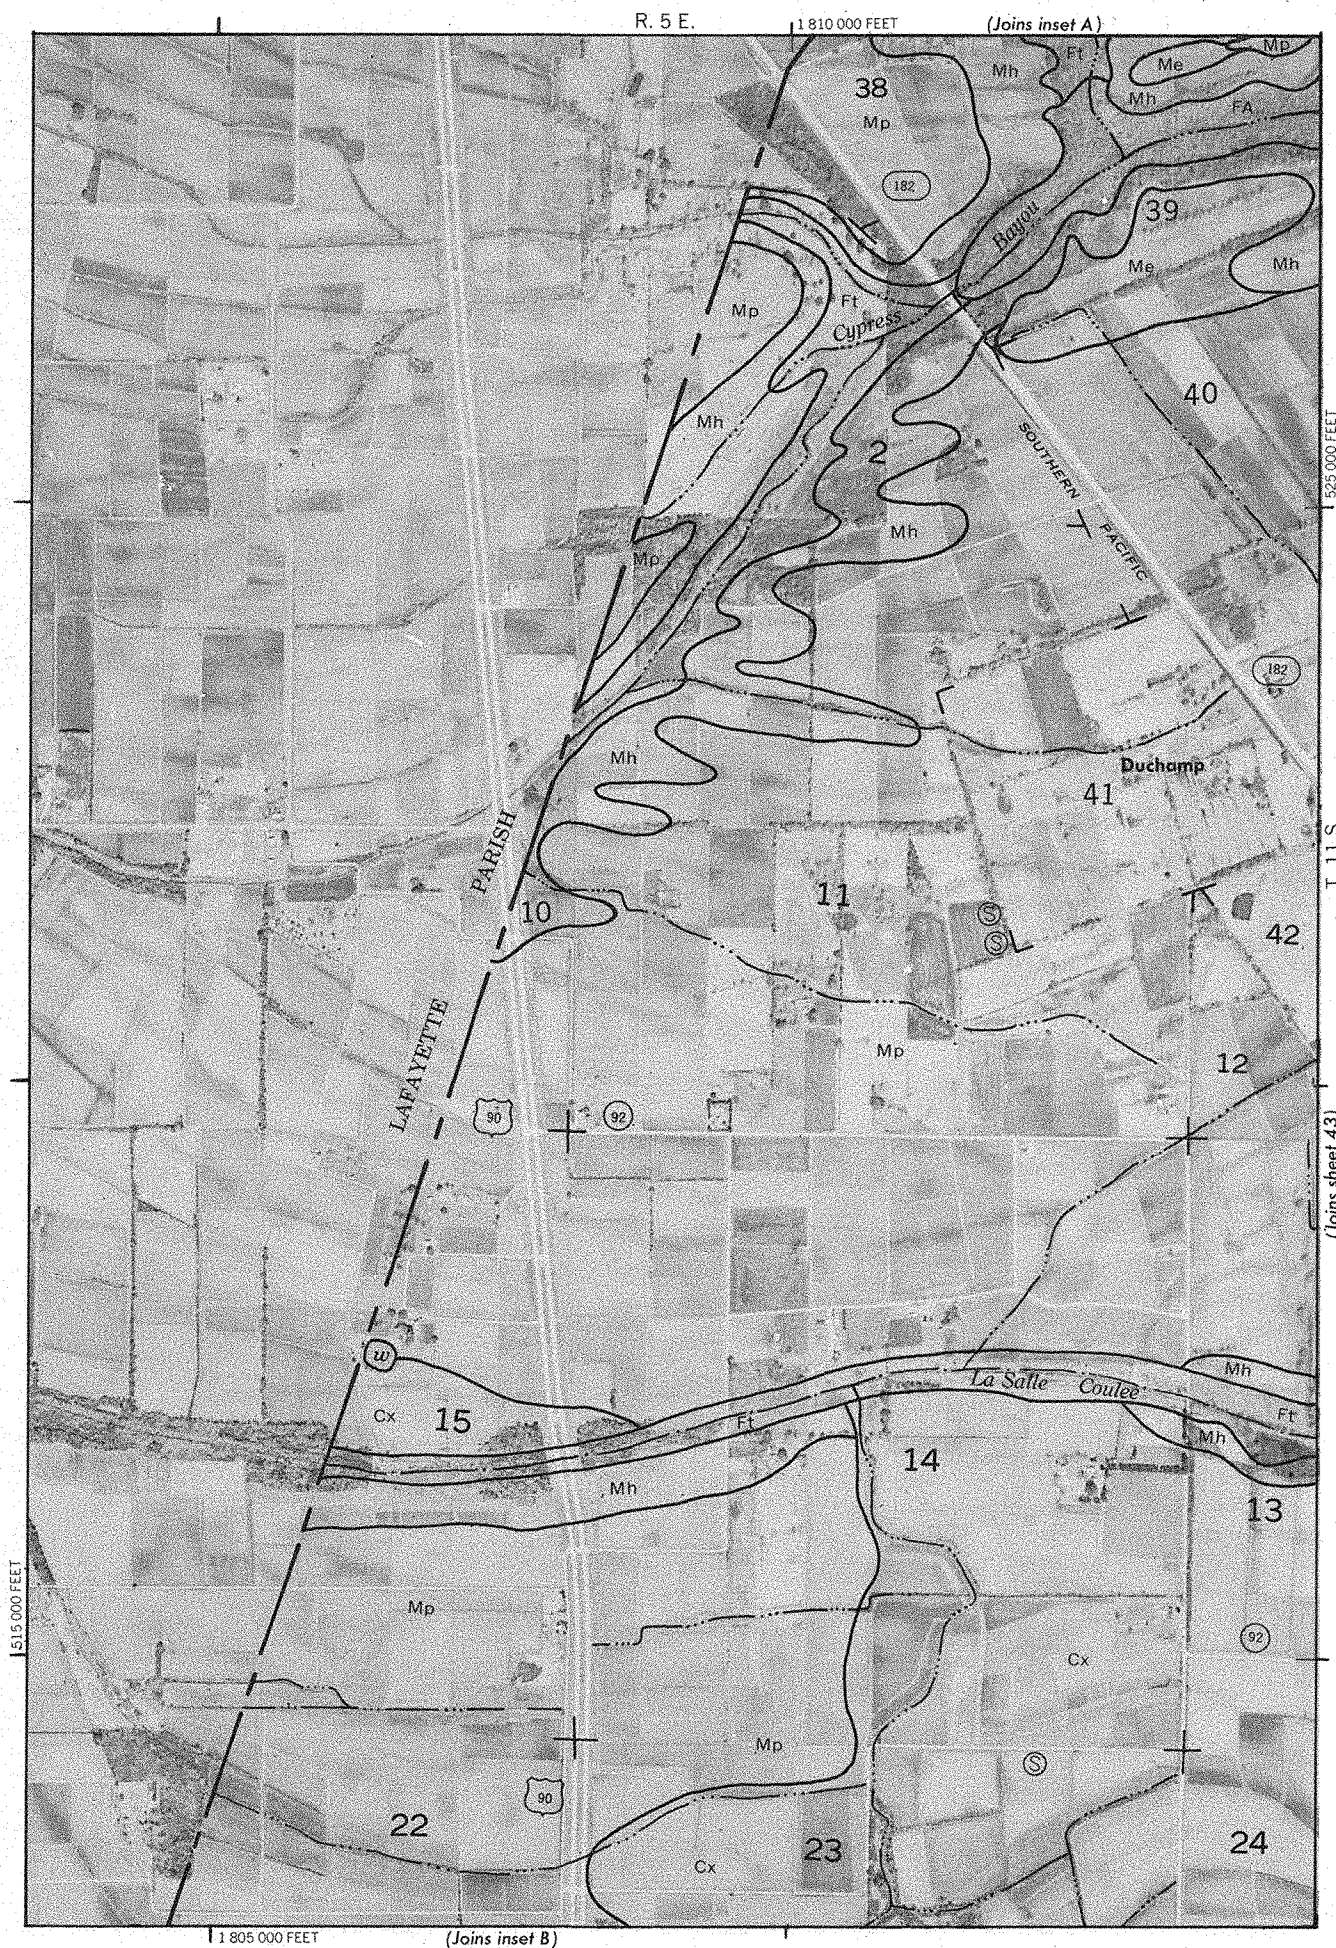 R. 5 E.
1 810 000 FEET
(Joins inset A)
Mp
Ft
Me
Mh
38
Mh
FA
Mp
182
39
Bayou
Me
Mh
Mp
Ft
Cypress
40
Mh
2
SOUTHERN
525 000 FEET
Mh
PACIFIC
Mp
182
Mh
Duchamp
41
PARISH
T. 11 S.
11
10
S
S
42
LAFAYETTE
Mp
12
90
92
(Joins sheet 43)
w
Mh
La Salle Coulee
Cx
15
Ft
Ft
Mh
14
Mh
13
515 000 FEET
Mp
92
Cx
Mp
S
90
22
23
24
Cx
1 805 000 FEET
(Joins inset B)